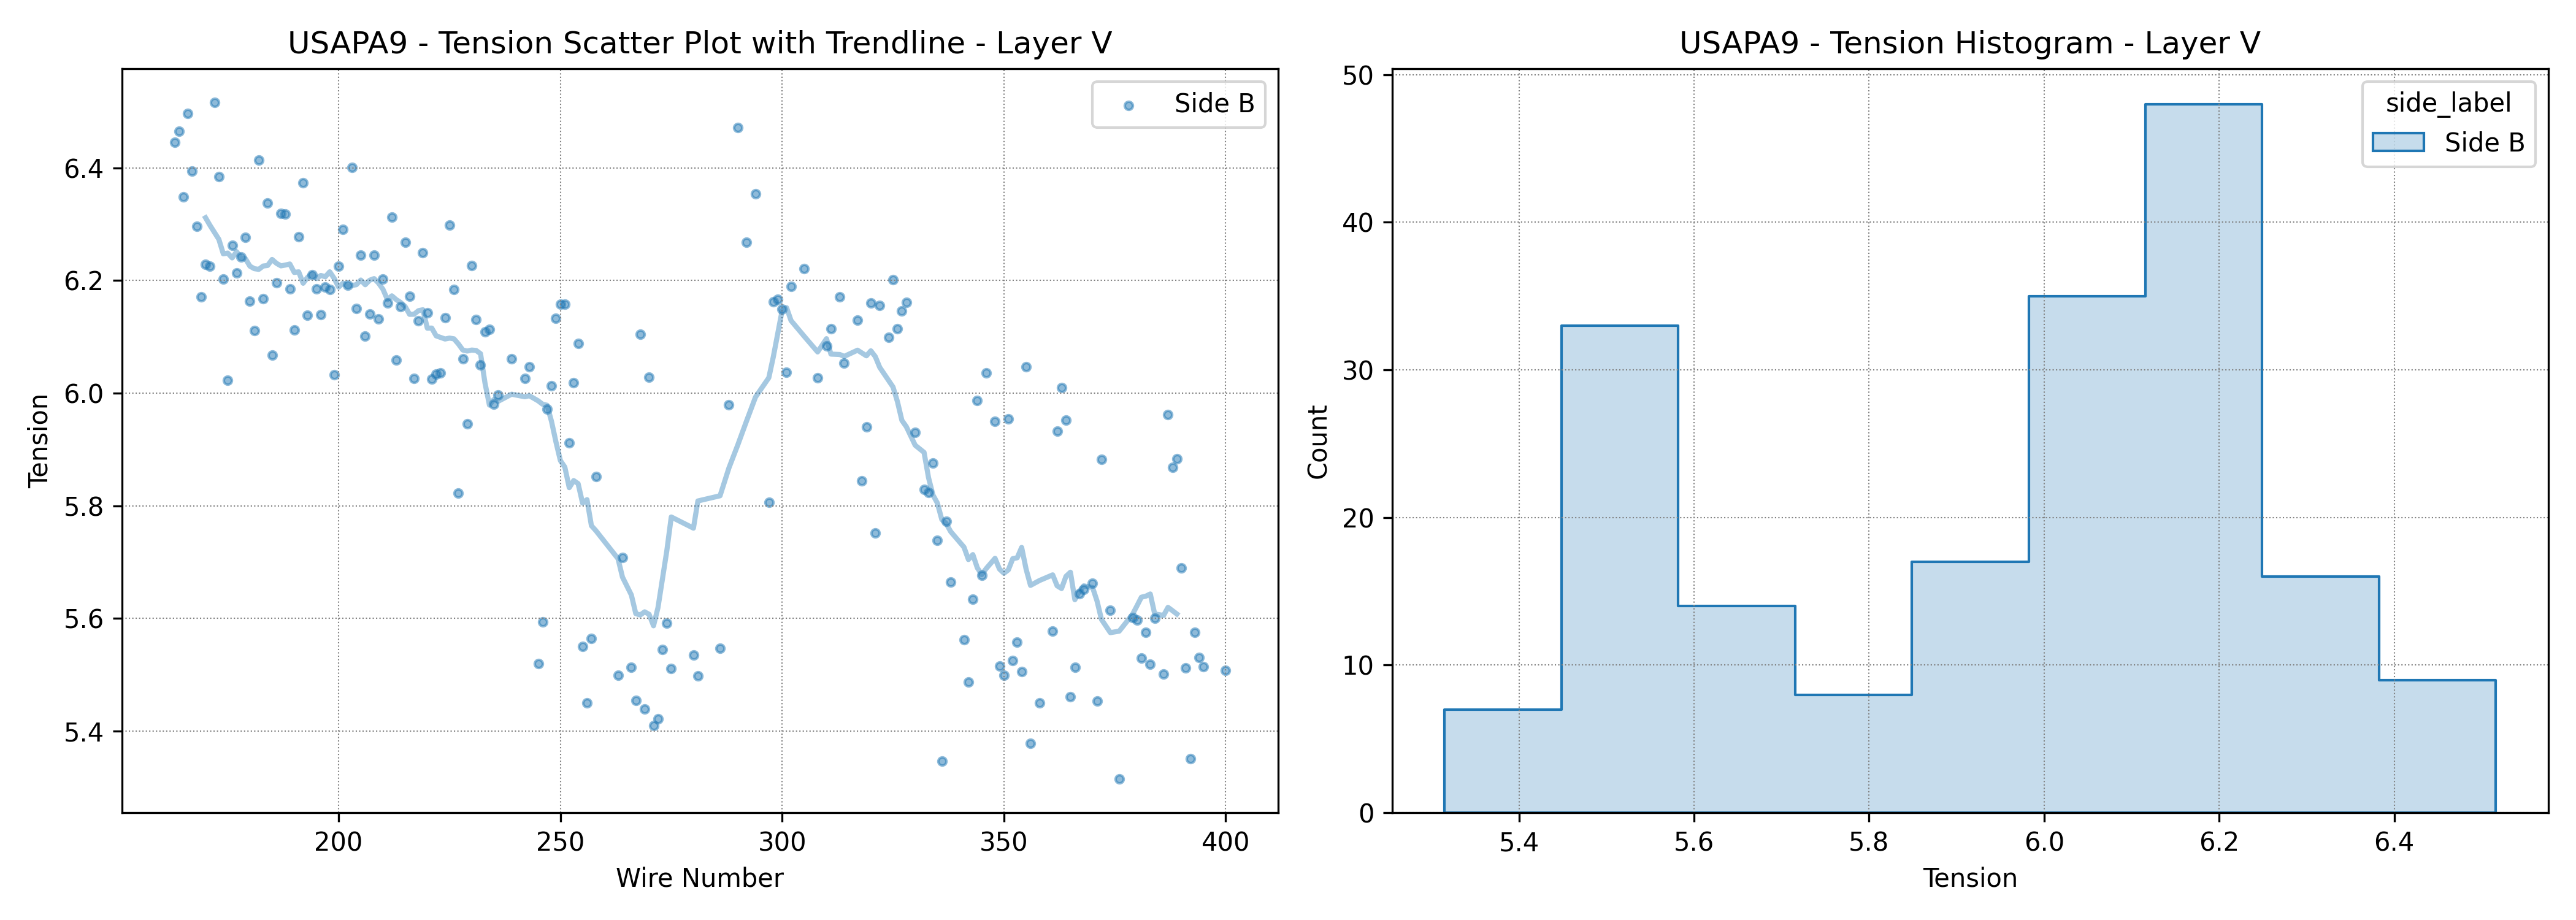 USAPA9 - Tension Scatter Plot with Trendline - Layer V
Side B
Tension
6.4
6.2
6.0
5.8
5.6
5.4
200
250
300
350
400
Wire Number
USAPA9 - Tension Histogram - Layer V
side_label
Side B
Count
50
40
30
20
10
0
5.4
5.6
5.8
6.0
6.2
6.4
Tension